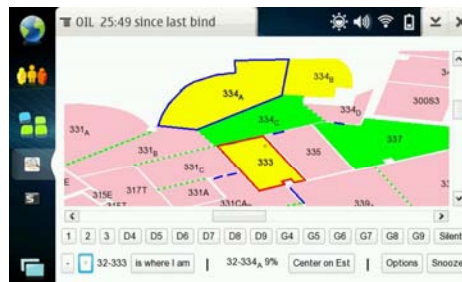 OIL 25:49 since last bind
334B
334A
300S3
334C
334D
331A
337
331B
335
333
331C
315E
317T
331A
331CA
339
1 2 3 D4 D5 D6 D7 D8 D9 G4 G5 G6 G7 G8 G9 Silent
- 32-333 is where I am | 32-334A 9% Center on Est | Options Snooze